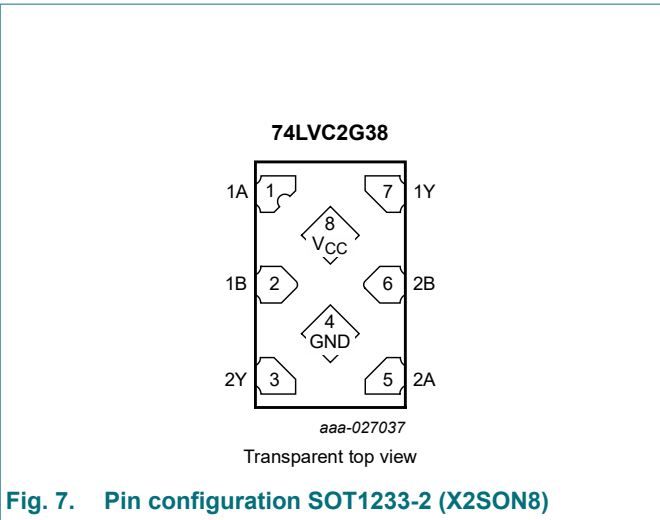 74LVC2G38
1A 1 7 1Y
8
VCC
1B 2 6 2B
4
GND
2Y 3 5 2A
aaa-027037
Transparent top view
Fig. 7. Pin configuration SOT1233-2 (X2SON8)